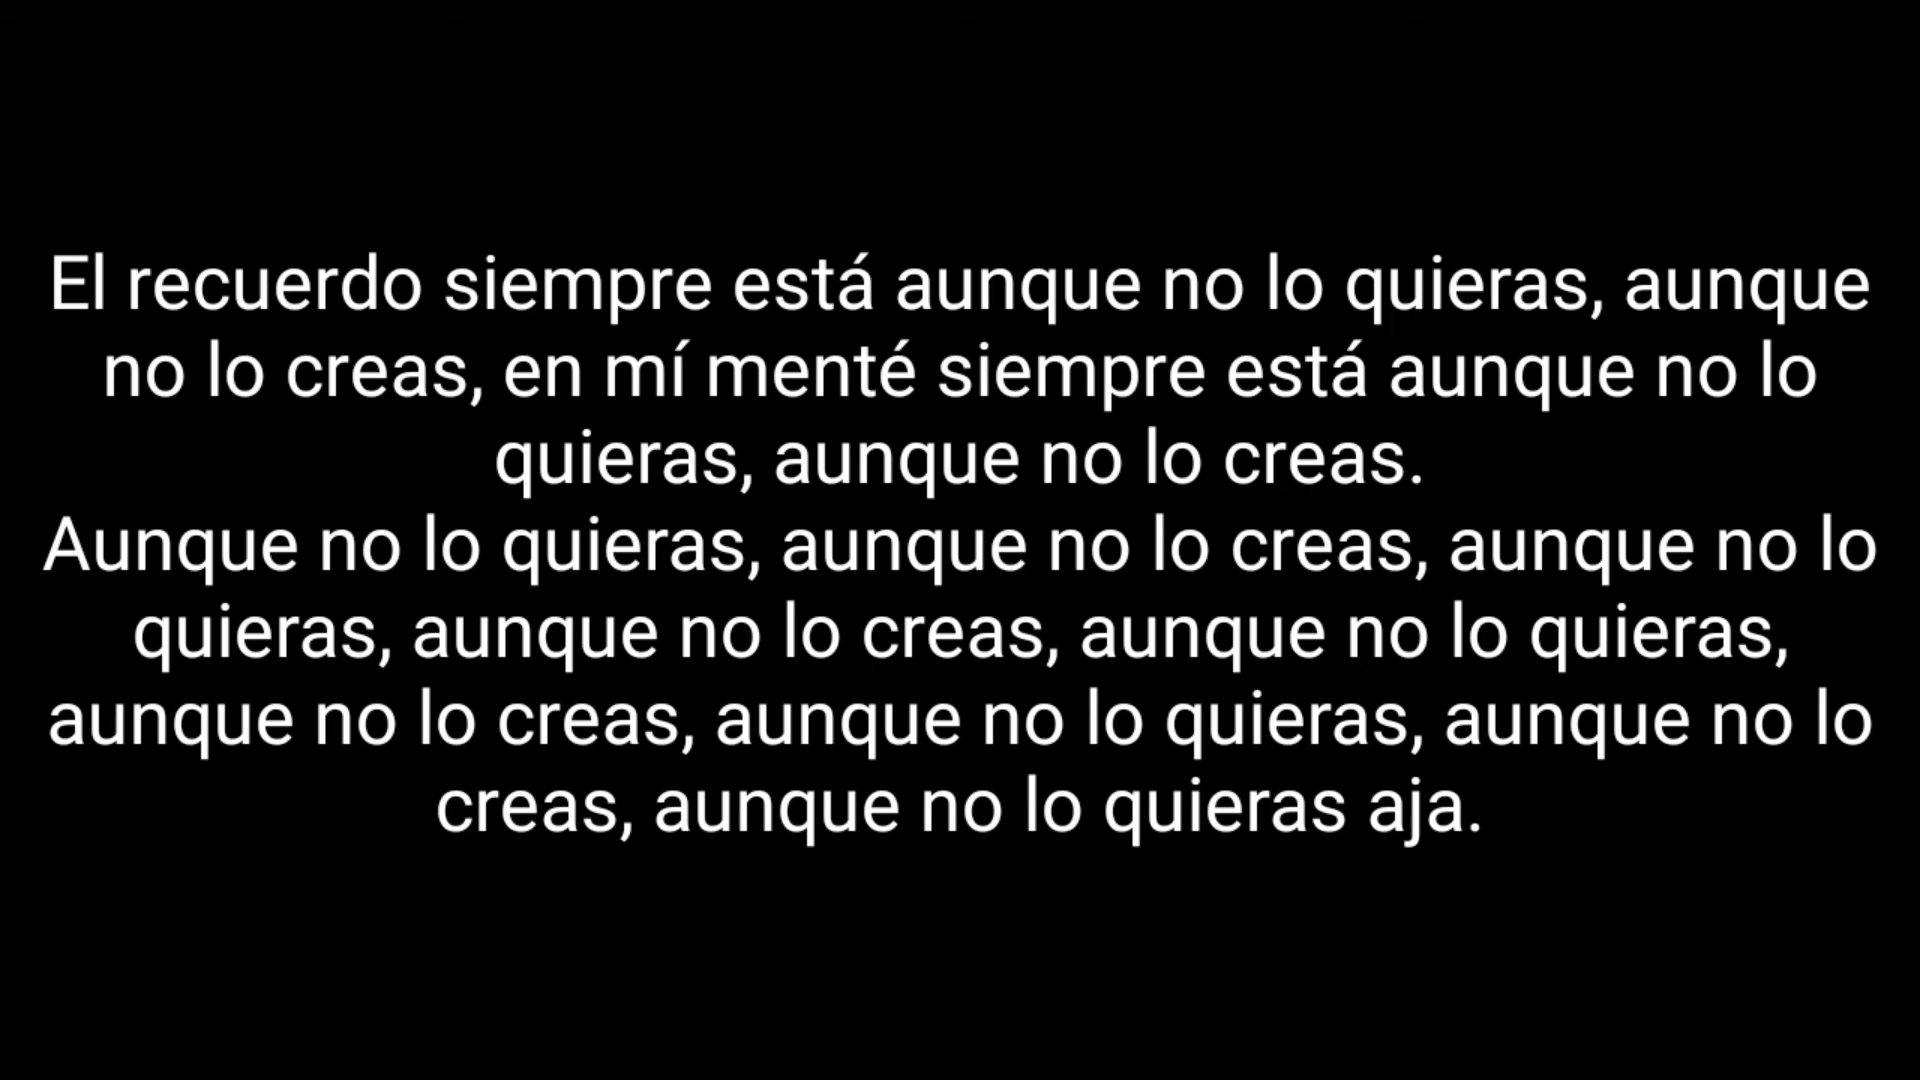 El recuerdo siempre está aunque no lo quieras, aunque
no lo creas, en mí menté siempre está aunque no lo
quieras, aunque no lo creas.
Aunque no lo quieras, aunque no lo creas, aunque no lo
quieras, aunque no lo creas, aunque no lo quieras,
aunque no lo creas, aunque no lo quieras, aunque no lo
creas, aunque no lo quieras aja.